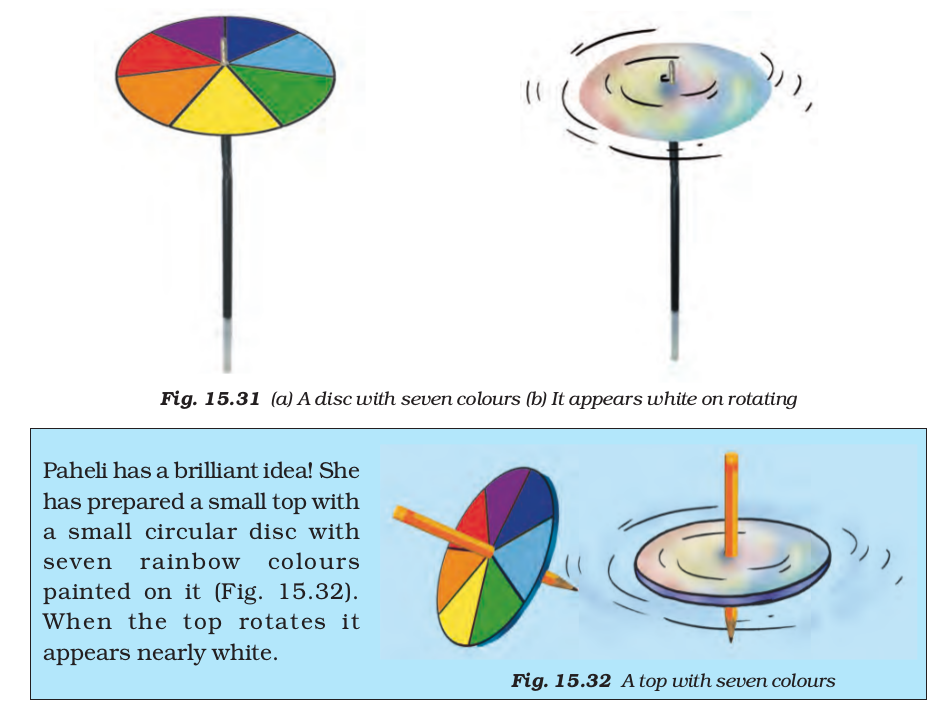 Fig. 15.31 (a) A disc with seven colours (b) It appears white on rotating
Paheli has a brilliant idea! She
has prepared a small top with
a small circular disc with
seven rainbow colours
painted on it (Fig. 15.32).
When the top rotates it
appears nearly white.
Fig. 15.32 A top with seven colours